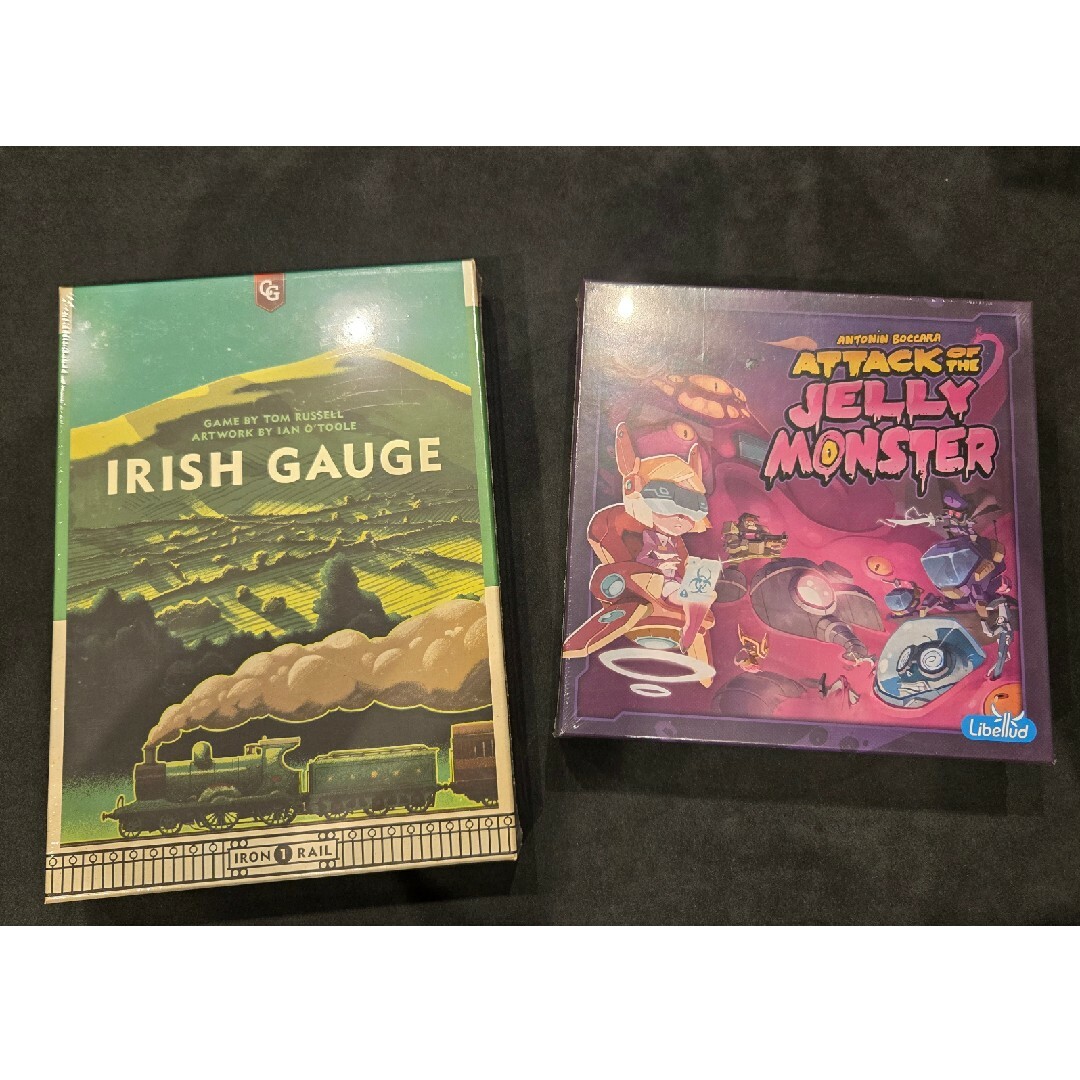 CG
GAME BY TOM RUSSELL
ARTWORK BY IAN O'TOOLE
IRISH GAUGE
IRON 1 RAIL
ANTONIN BOCCARA
ATTACK OF THE
JELLY
MONSTER
Libellud